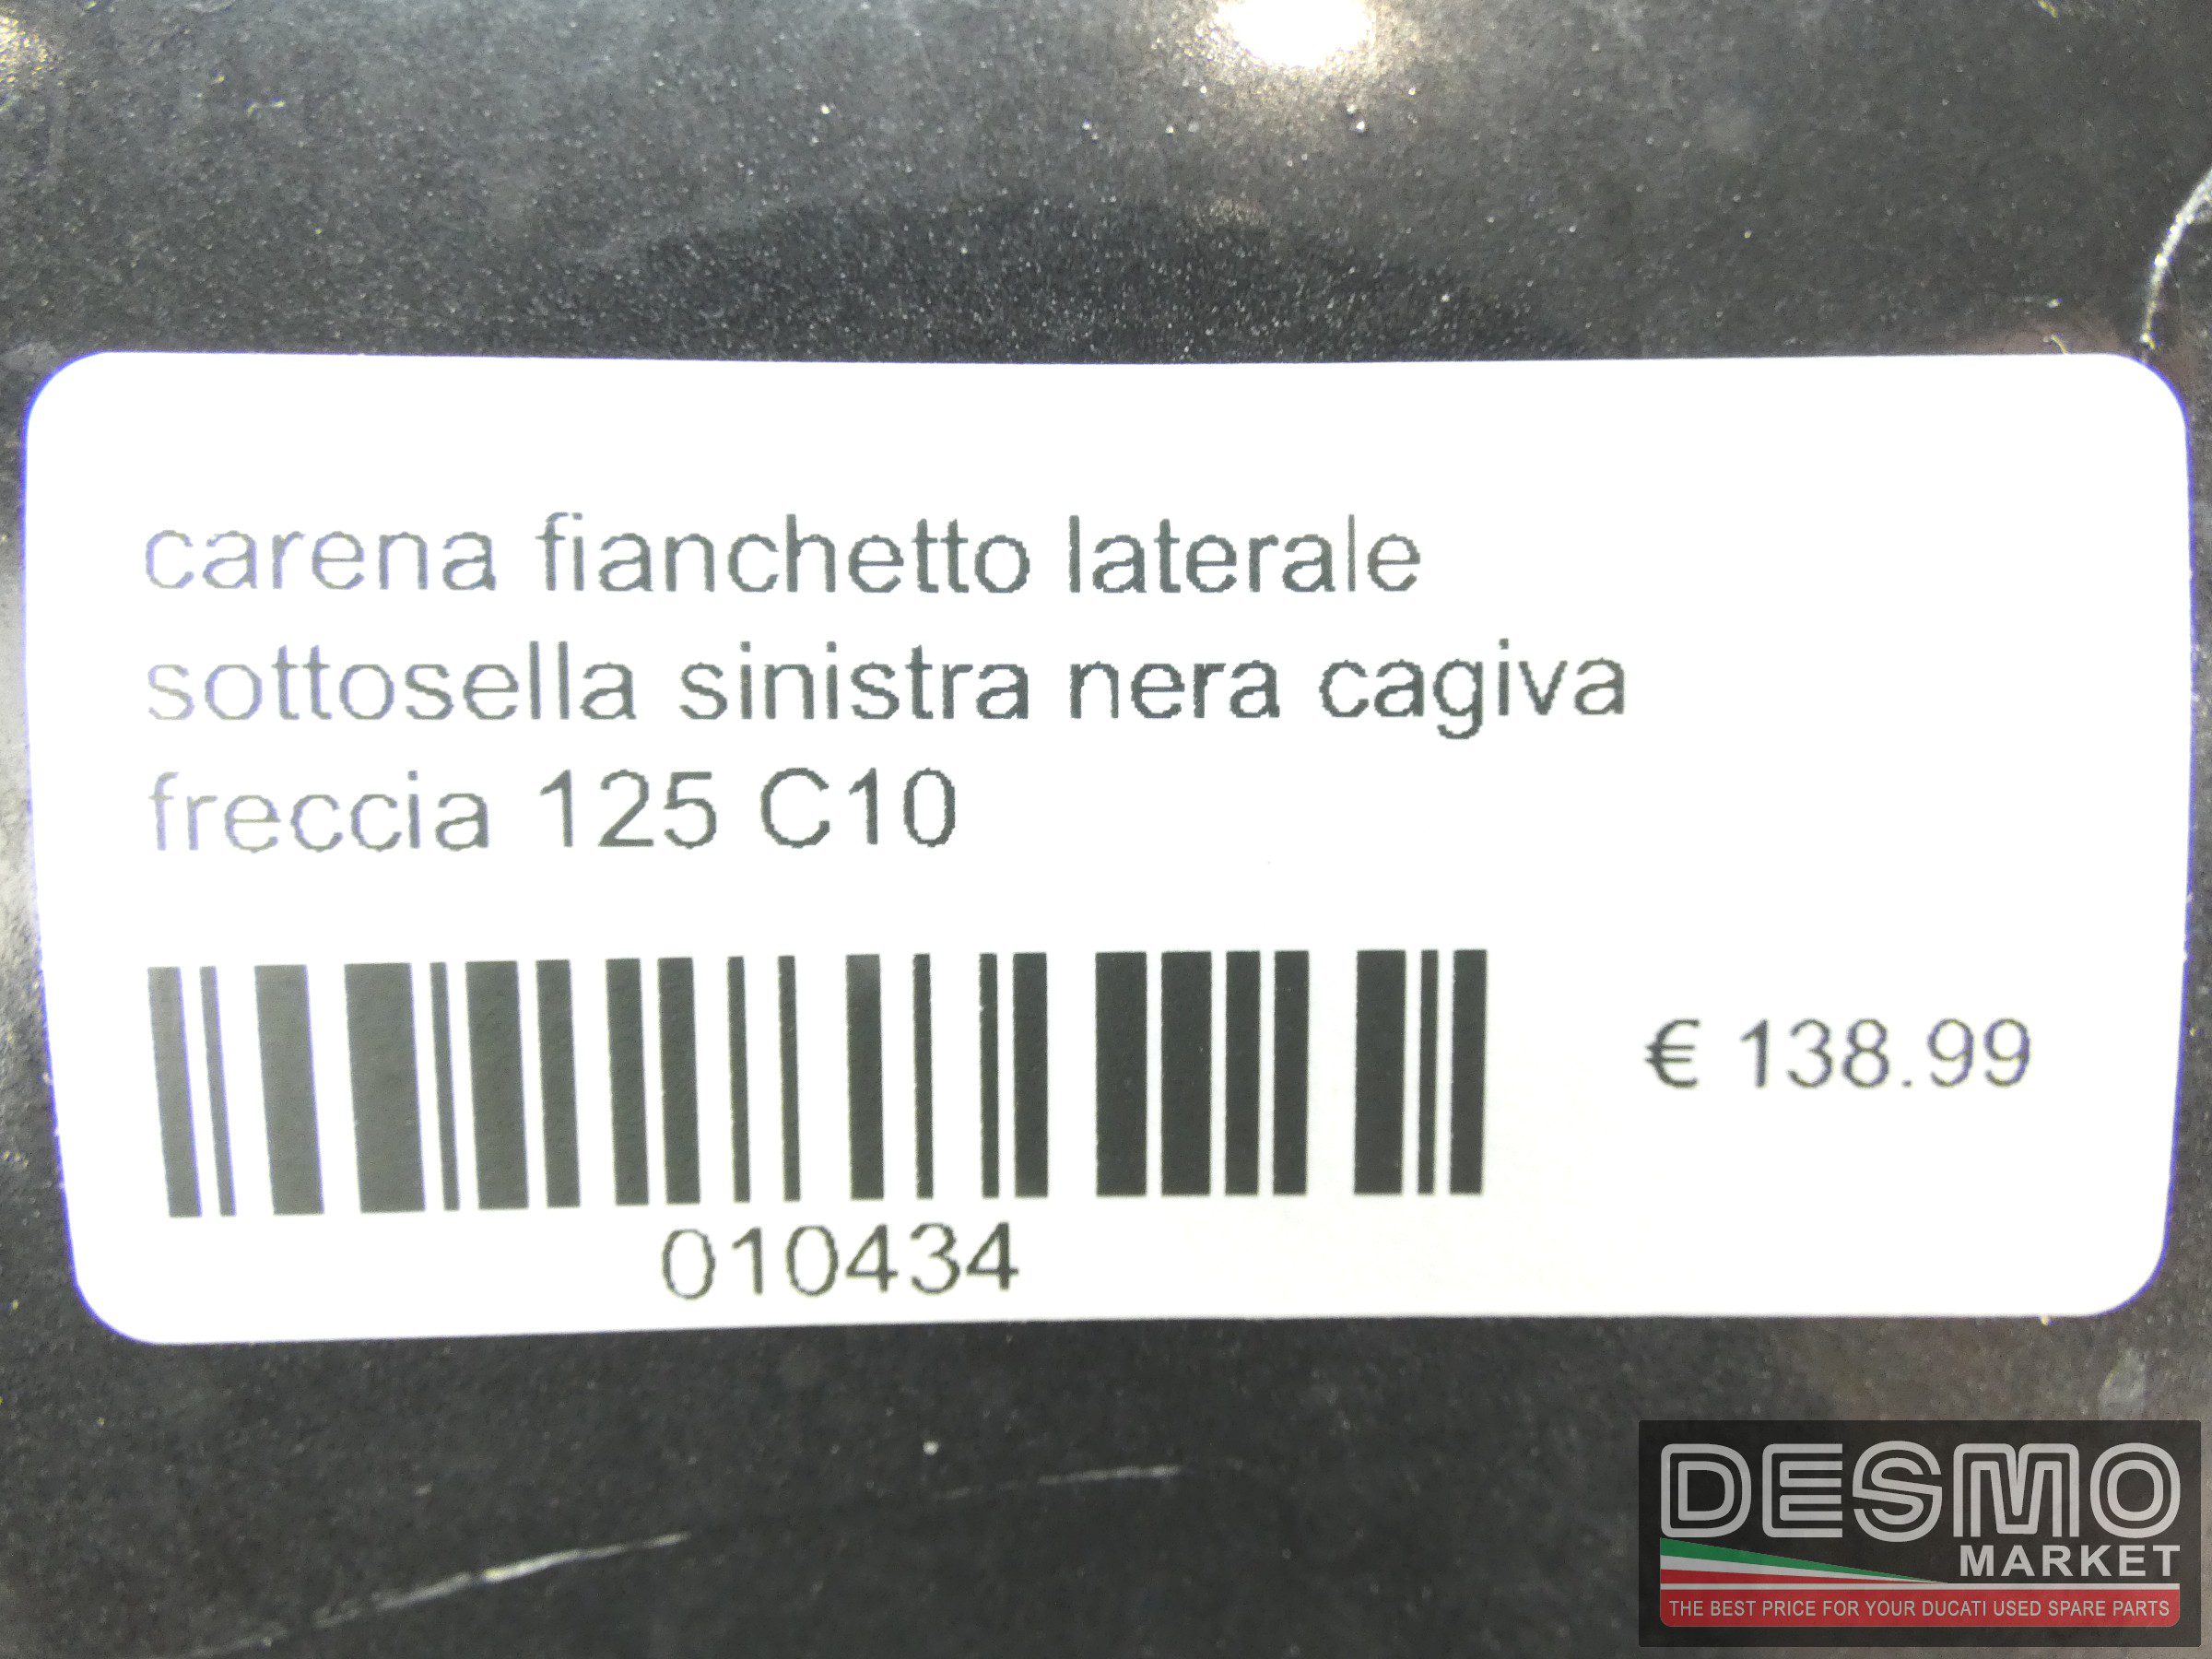 carena fianchetto laterale
sottosella sinistra nera cagiva
freccia 125 C10
€ 138.99
010434
DESMO
MARKET
THE BEST PRICE FOR YOUR DUCATI USED SPARE PARTS